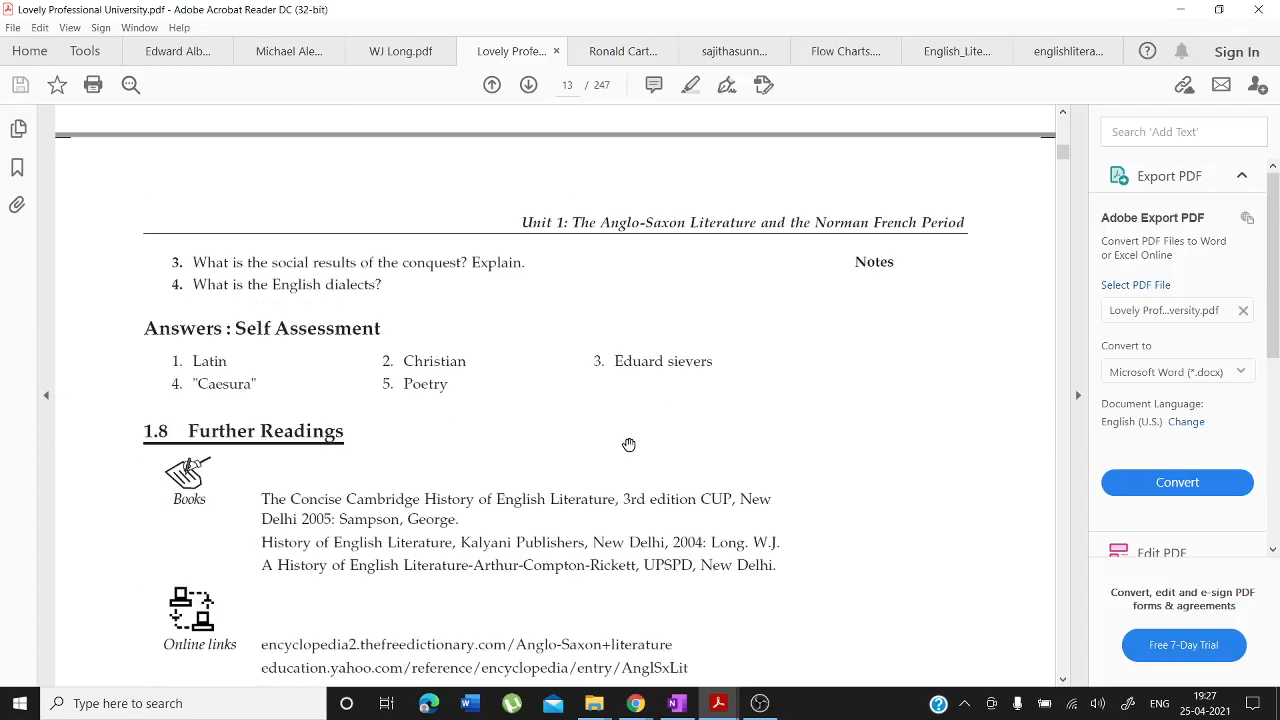 Lovely Professional University.pdf - Adobe Acrobat Reader DC (32-bit)
File Edit View Sign Window Help
Home Tools Edward Alb... Michael Ale... WJ Long.pdf Lovely Profe... × Ronald Cart... sajithasunn... Flow Charts.... English_Lite... englishlitera... Sign In
13 / 247
Search 'Add Text'
Export PDF
Adobe Export PDF
Convert PDF Files to Word
or Excel Online
Select PDF File
Lovely Prof...versity.pdf
Convert to
Microsoft Word (*.docx)
Document Language:
English (U.S.) Change
Convert
Edit PDF
Convert, edit and e-sign PDF
forms & agreements
Free 7-Day Trial
Unit 1: The Anglo-Saxon Literature and the Norman French Period
3. What is the social results of the conquest? Explain.
Notes
4. What is the English dialects?
Answers : Self Assessment
1. Latin 2. Christian 3. Eduard sievers
4. "Caesura" 5. Poetry
1.8 Further Readings
Books
The Concise Cambridge History of English Literature, 3rd edition CUP, New
Delhi 2005: Sampson, George.
History of English Literature, Kalyani Publishers, New Delhi, 2004: Long. W.J.
A History of English Literature-Arthur-Compton-Rickett, UPSPD, New Delhi.
Online links
encyclopedia2.thefreedictionary.com/Anglo-Saxon+literature
education.yahoo.com/reference/encyclopedia/entry/AnglSxLit
Type here to search
ENG
19:27
25-04-2021